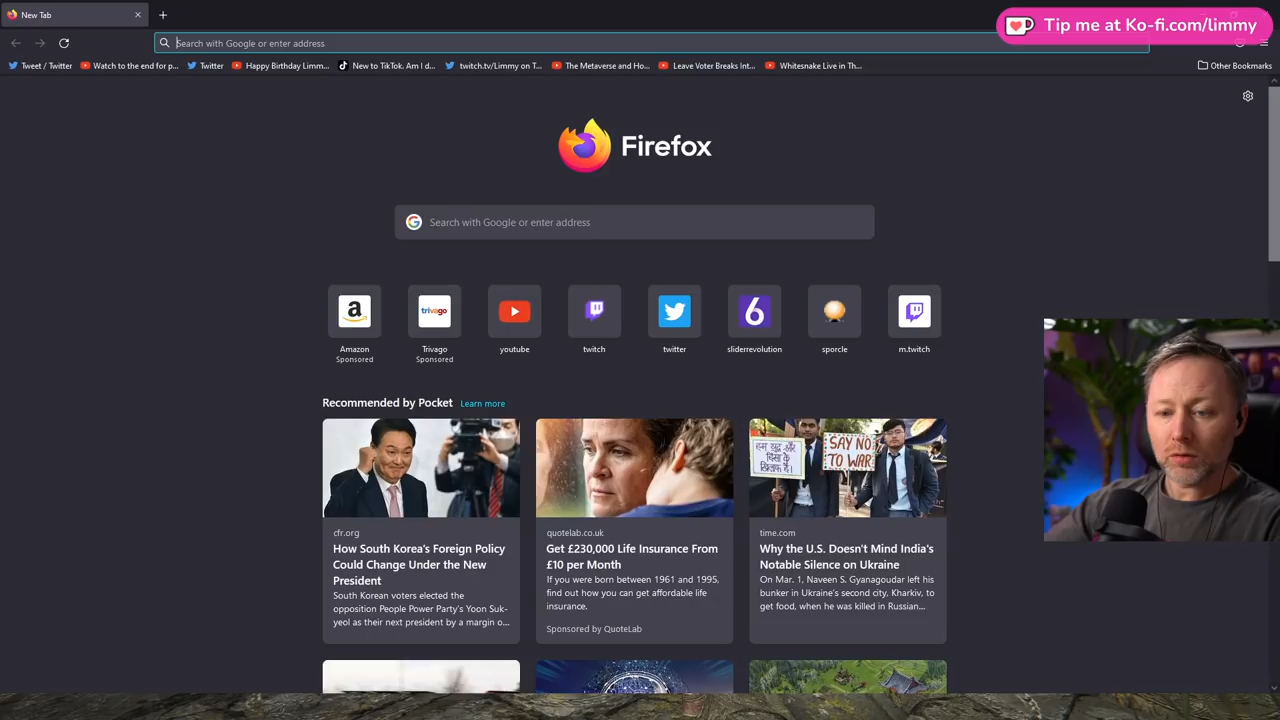 New Tab
Tip me at Ko-fi.com/limmy
Search with Google or enter address
Tweet / Twitter
Watch to the end for p...
Twitter
Happy Birthday Limm...
New to TikTok. Am I d...
twitch.tv/Limmy on T...
The Metaverse and Ho...
Leave Voter Breaks Int...
Whitesnake Live in Th...
Other Bookmarks
Firefox
Search with Google or enter address
a
trivago
6
Amazon
Sponsored
Trivago
Sponsored
youtube
twitch
twitter
sliderrevolution
sporcle
m.twitch
Recommended by Pocket Learn more
SAY NO
TO WAR
cfr.org
How South Korea's Foreign Policy
Could Change Under the New
President
South Korean voters elected the
opposition People Power Party's Yoon Suk-
yeol as their next president by a margin o...
quotelab.co.uk
Get £230,000 Life Insurance From
£10 per Month
If you were born between 1961 and 1995,
find out how you can get affordable life
insurance.
Sponsored by QuoteLab
time.com
Why the U.S. Doesn't Mind India's
Notable Silence on Ukraine
On Mar. 1, Naveen S. Gyanagoudar left his
bunker in Ukraine's second city, Kharkiv, to
get food, when he was killed in Russian...